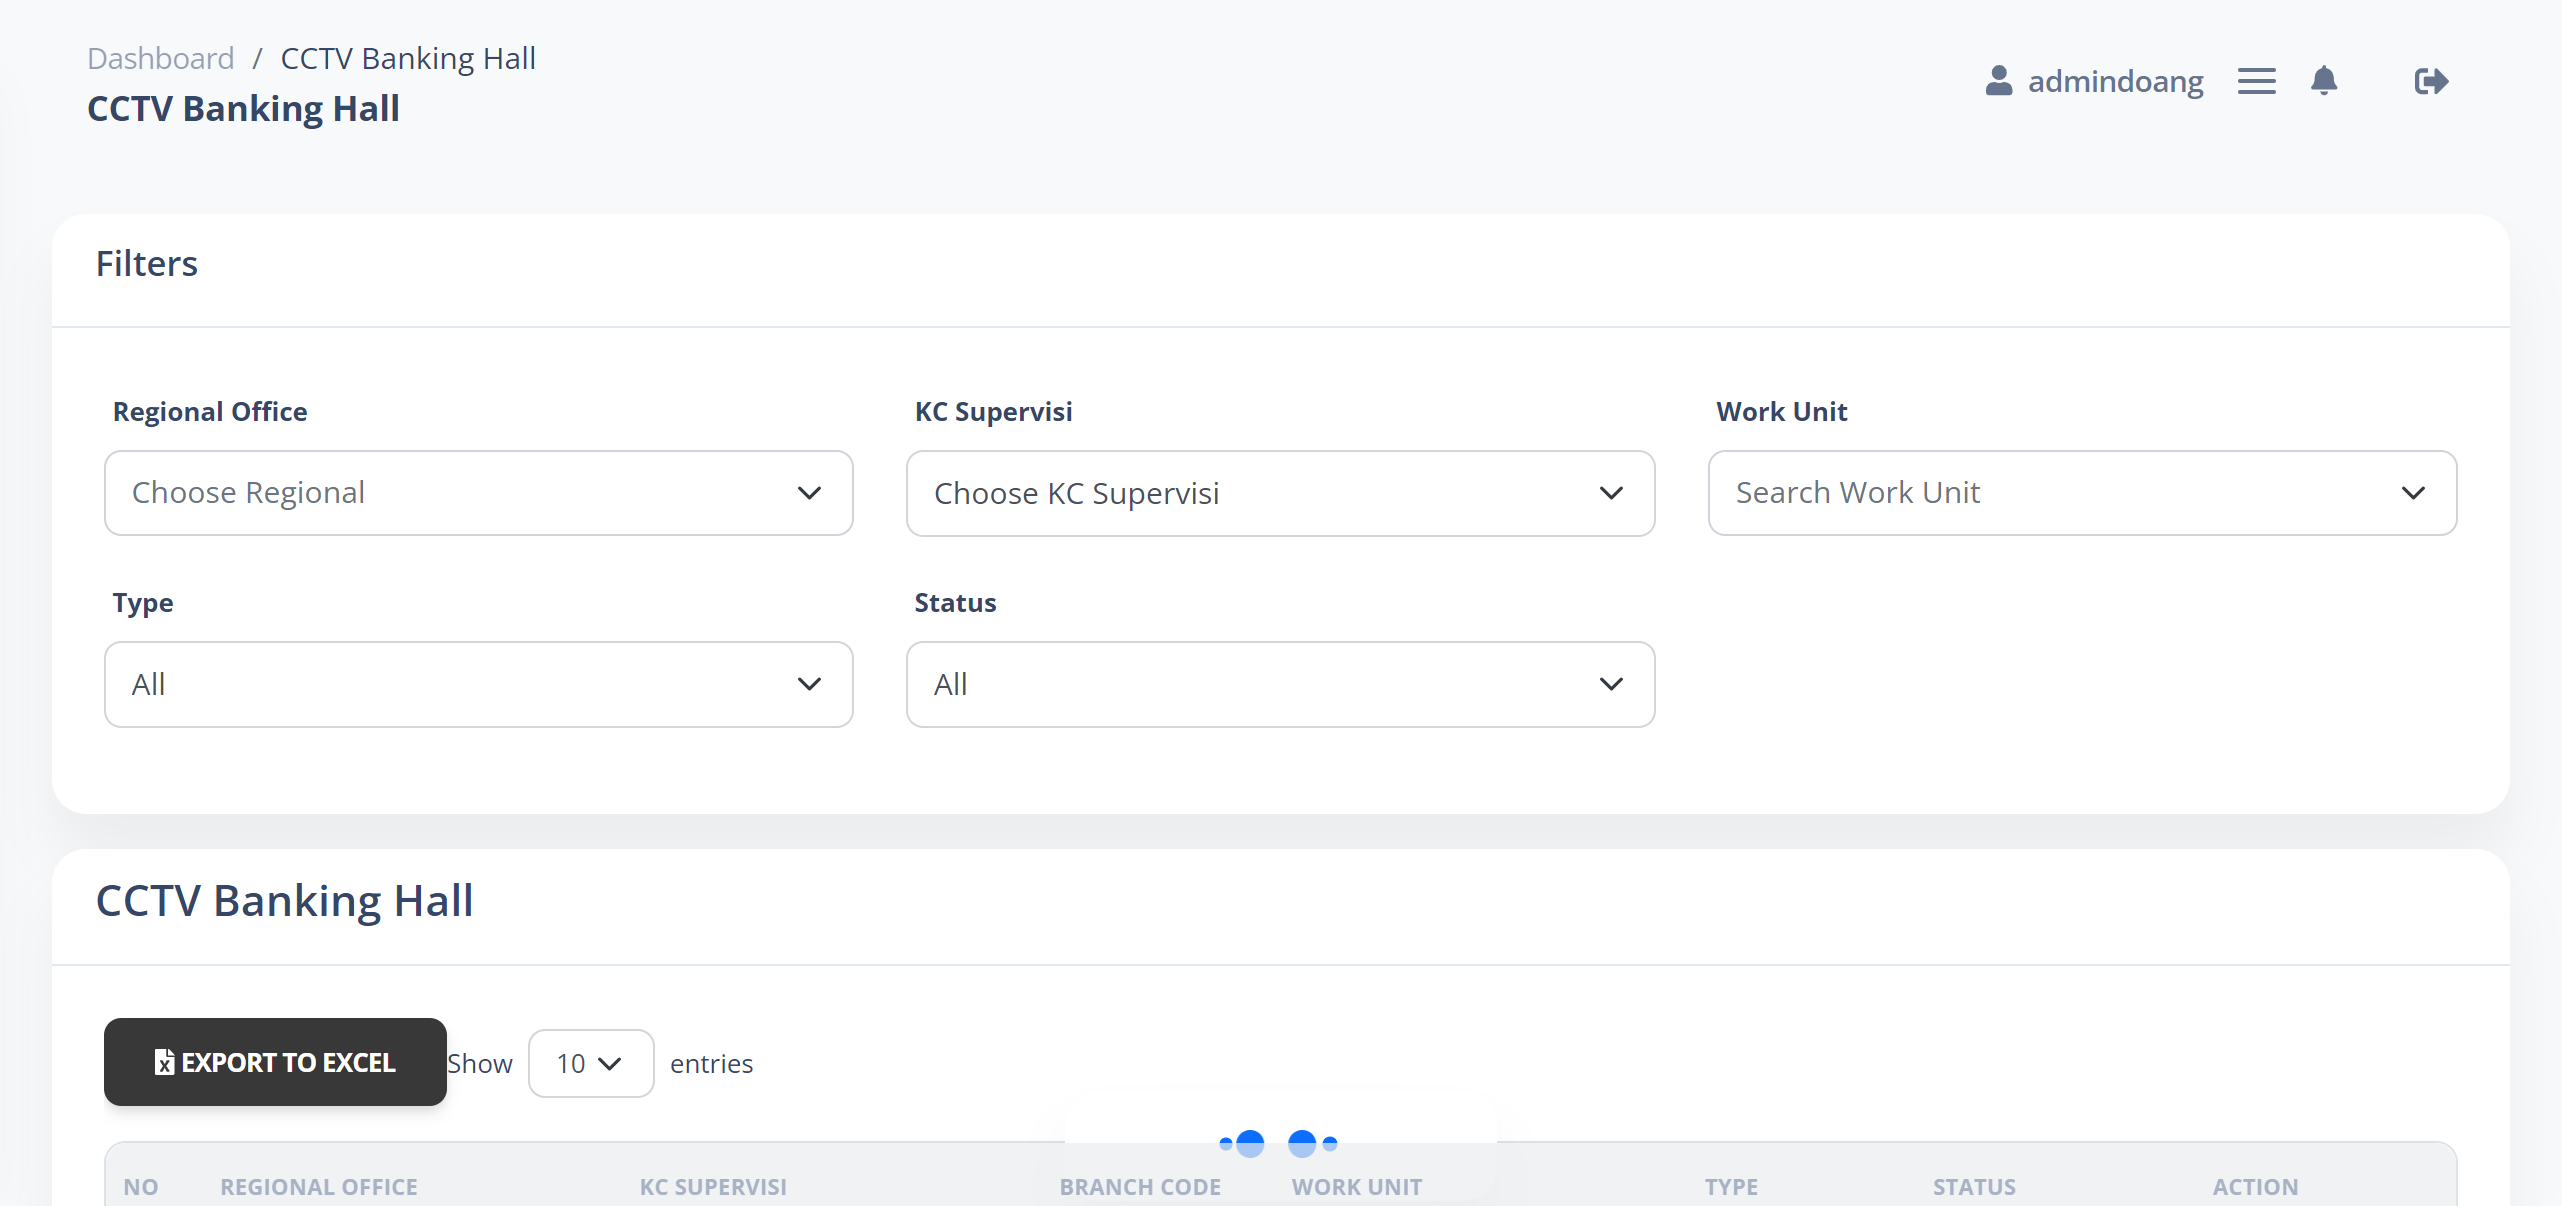 Dashboard / CCTV Banking Hall
CCTV Banking Hall
admindoang
Filters
Regional Office
KC Supervisi
Work Unit
Choose Regional
Choose KC Supervisi
Search Work Unit
Type
Status
All
All
CCTV Banking Hall
EXPORT TO EXCEL Show 10 entries
NO REGIONAL OFFICE KC SUPERVISI BRANCH CODE WORK UNIT TYPE STATUS ACTION